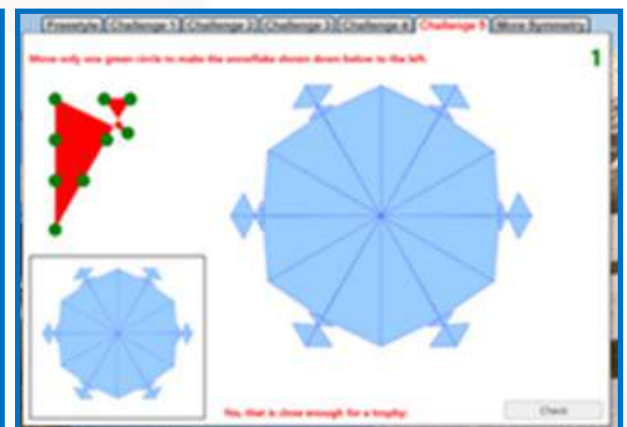 Freestyle Challenge 1 Challenge 2 Challenge 3 Challenge 4 Challenge 5 More Symmetry
Move only one green circle to make the snowflake shown down below to the left.
1
Yes, that is close enough for a trophy!
Check